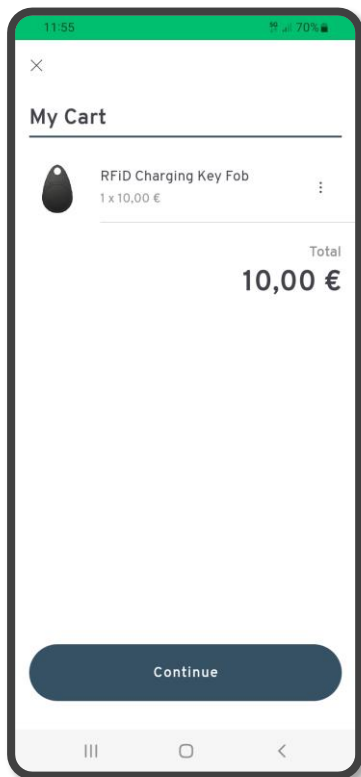 11:55
70%
My Cart
RFiD Charging Key Fob
1 x 10,00 €
Total
10,00 €
Continue